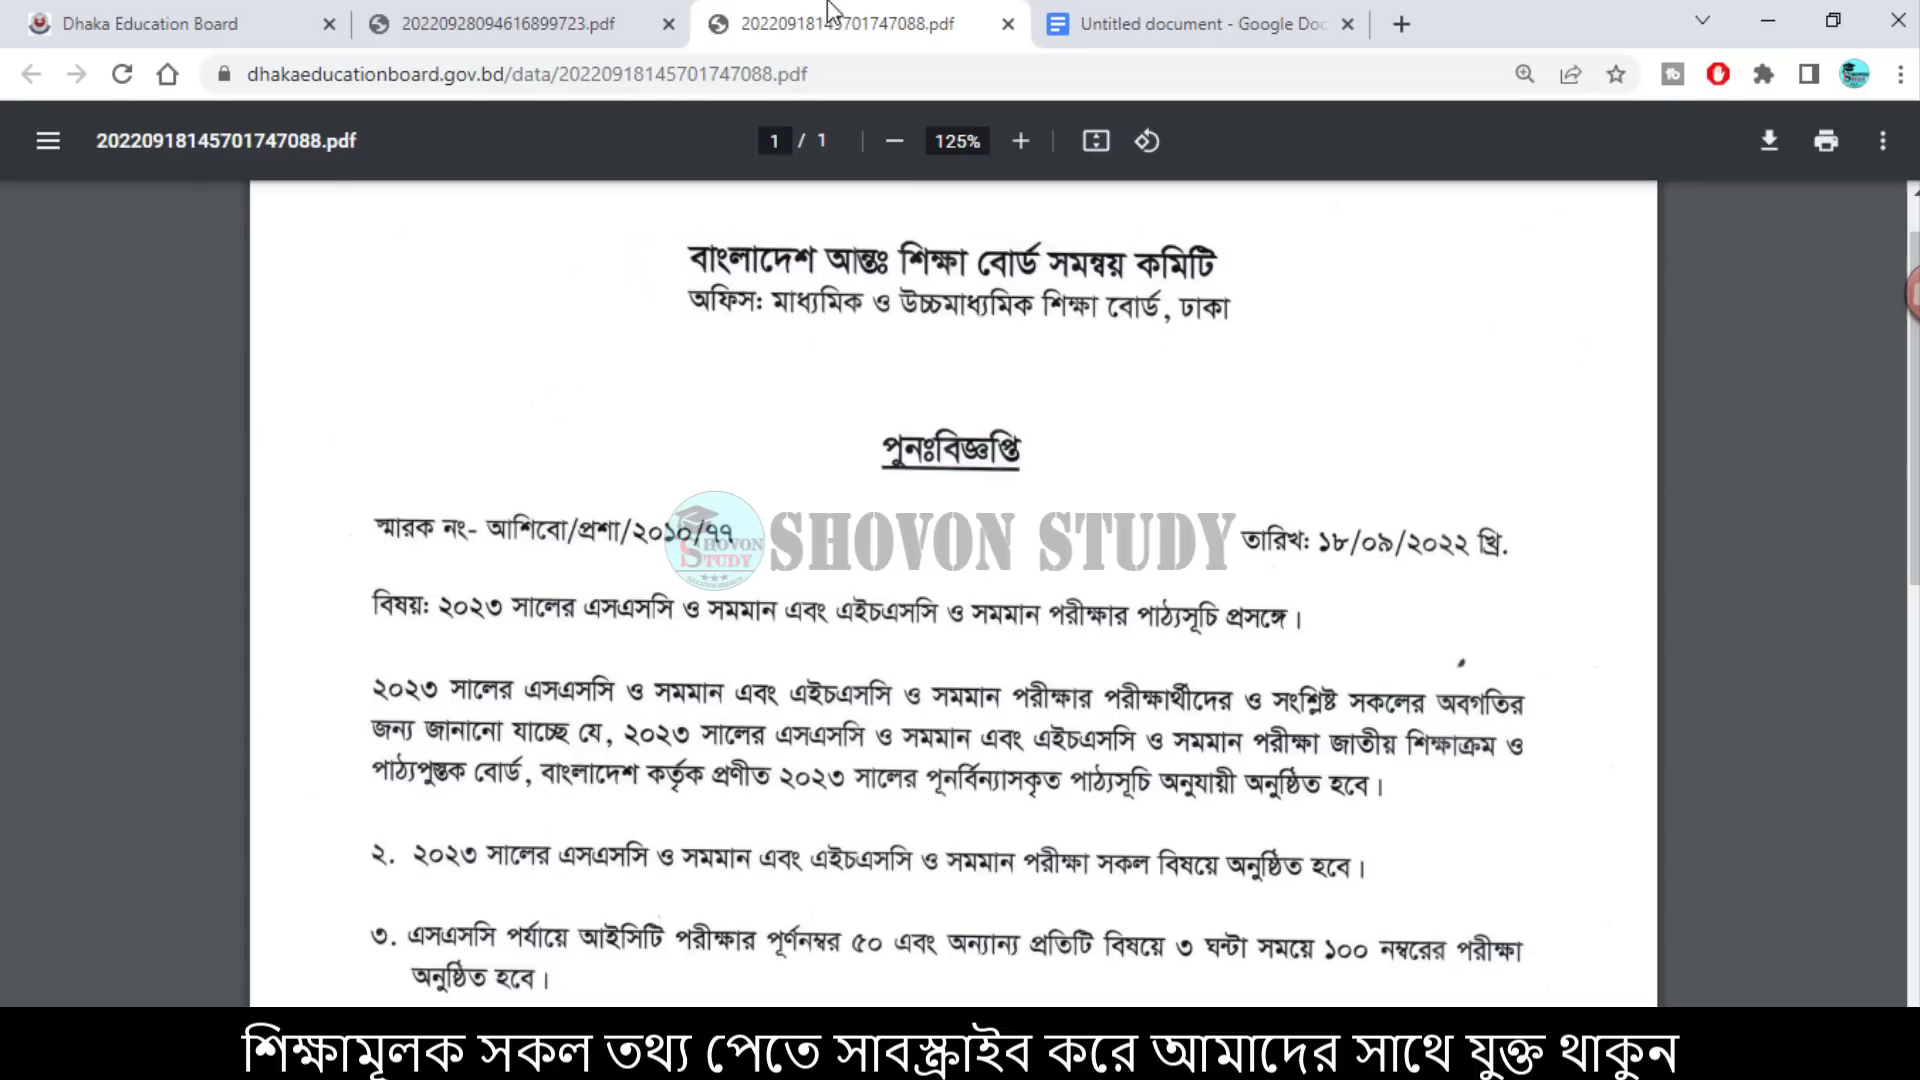 Dhaka Education Board
20220928094616899723.pdf
20220918145701747088.pdf
Untitled document - Google Doc
dhakaeducationboard.gov.bd/data/20220918145701747088.pdf
20220918145701747088.pdf
1 / 1
125%
বাংলাদেশ আন্তঃ শিক্ষা বোর্ড সমন্বয় কমিটি
অফিস: মাধ্যমিক ও উচ্চমাধ্যমিক শিক্ষা বোর্ড, ঢাকা
পুনঃবিজ্ঞপ্তি
স্মারক নং- আশিবো/প্রশা/২০১০/৭৭
SHOVON STUDY
SHOVON STUDY
তারিখ: ১৮/০৯/২০২২ খ্রি.
বিষয়: ২০২৩ সালের এসএসসি ও সমমান এবং এইচএসসি ও সমমান পরীক্ষার পাঠ্যসূচি প্রসঙ্গে।
২০২৩ সালের এসএসসি ও সমমান এবং এইচএসসি ও সমমান পরীক্ষার পরীক্ষার্থীদের ও সংশ্লিষ্ট সকলের অবগতির
জন্য জানানো যাচ্ছে যে, ২০২৩ সালের এসএসসি ও সমমান এবং এইচএসসি ও সমমান পরীক্ষা জাতীয় শিক্ষাক্রম ও
পাঠ্যপুস্তক বোর্ড, বাংলাদেশ কর্তৃক প্রণীত ২০২৩ সালের পূনর্বিন্যাসকৃত পাঠ্যসূচি অনুযায়ী অনুষ্ঠিত হবে।
২. ২০২৩ সালের এসএসসি ও সমমান এবং এইচএসসি ও সমমান পরীক্ষা সকল বিষয়ে অনুষ্ঠিত হবে।
৩. এসএসসি পর্যায়ে আইসিটি পরীক্ষার পূর্ণনম্বর ৫০ এবং অন্যান্য প্রতিটি বিষয়ে ৩ ঘন্টা সময়ে ১০০ নম্বরের পরীক্ষা
অনুষ্ঠিত হবে।
শিক্ষামূলক সকল তথ্য পেতে সাবস্ক্রাইব করে আমাদের সাথে যুক্ত থাকুন